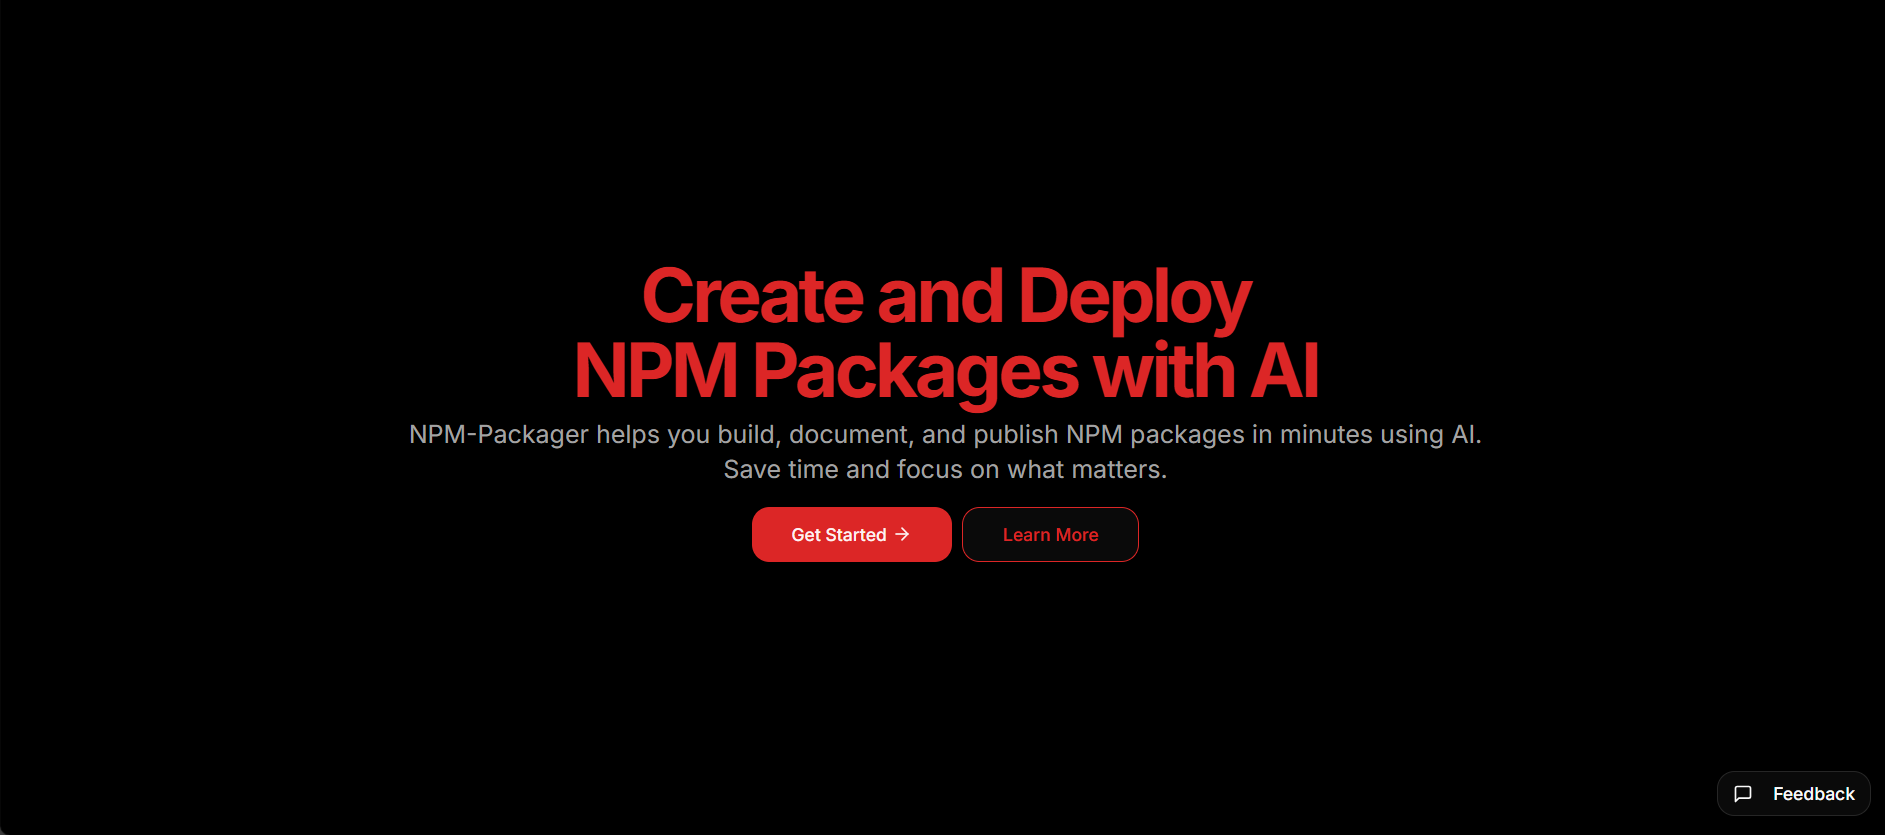 Create and Deploy
NPM Packages with AI
NPM-Packager helps you build, document, and publish NPM packages in minutes using AI.
Save time and focus on what matters.
Get Started →
Learn More
Feedback